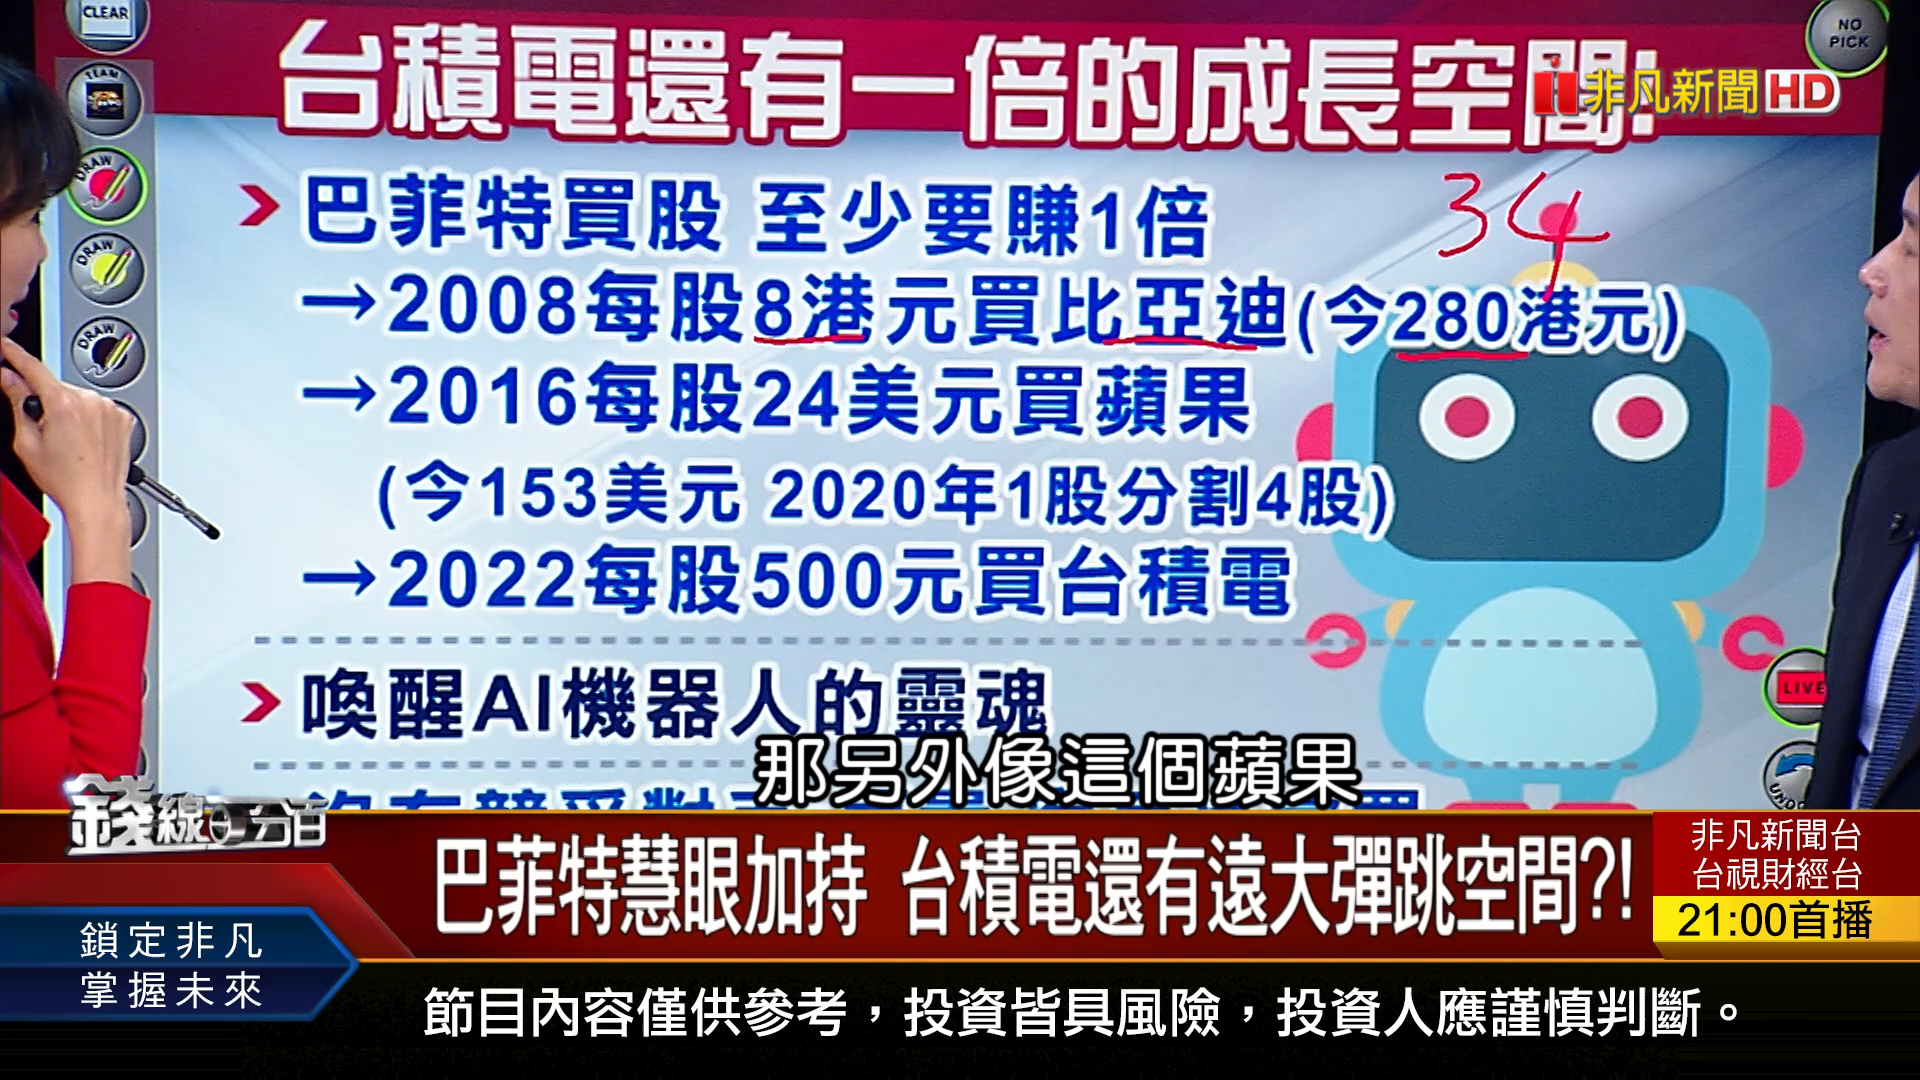 CLEAR
NO PICK
台積電還有一倍的成長空間!
非凡新聞HD
TEAM
DRAW
巴菲特買股 至少要賺1倍
34
DRAW
→2008每股8港元買比亞迪(今280港元)
DRAW
→2016每股24美元買蘋果
(今153美元 2020年1股分割4股)
→2022每股500元買台積電
喚醒AI機器人的靈魂
LIVE
UNDO
那另外像這個蘋果
錢線百分百
巴菲特慧眼加持 台積電還有遠大彈跳空間?!
非凡新聞台
台視財經台
21:00首播
鎖定非凡
掌握未來
節目內容僅供參考，投資皆具風險，投資人應謹慎判斷。